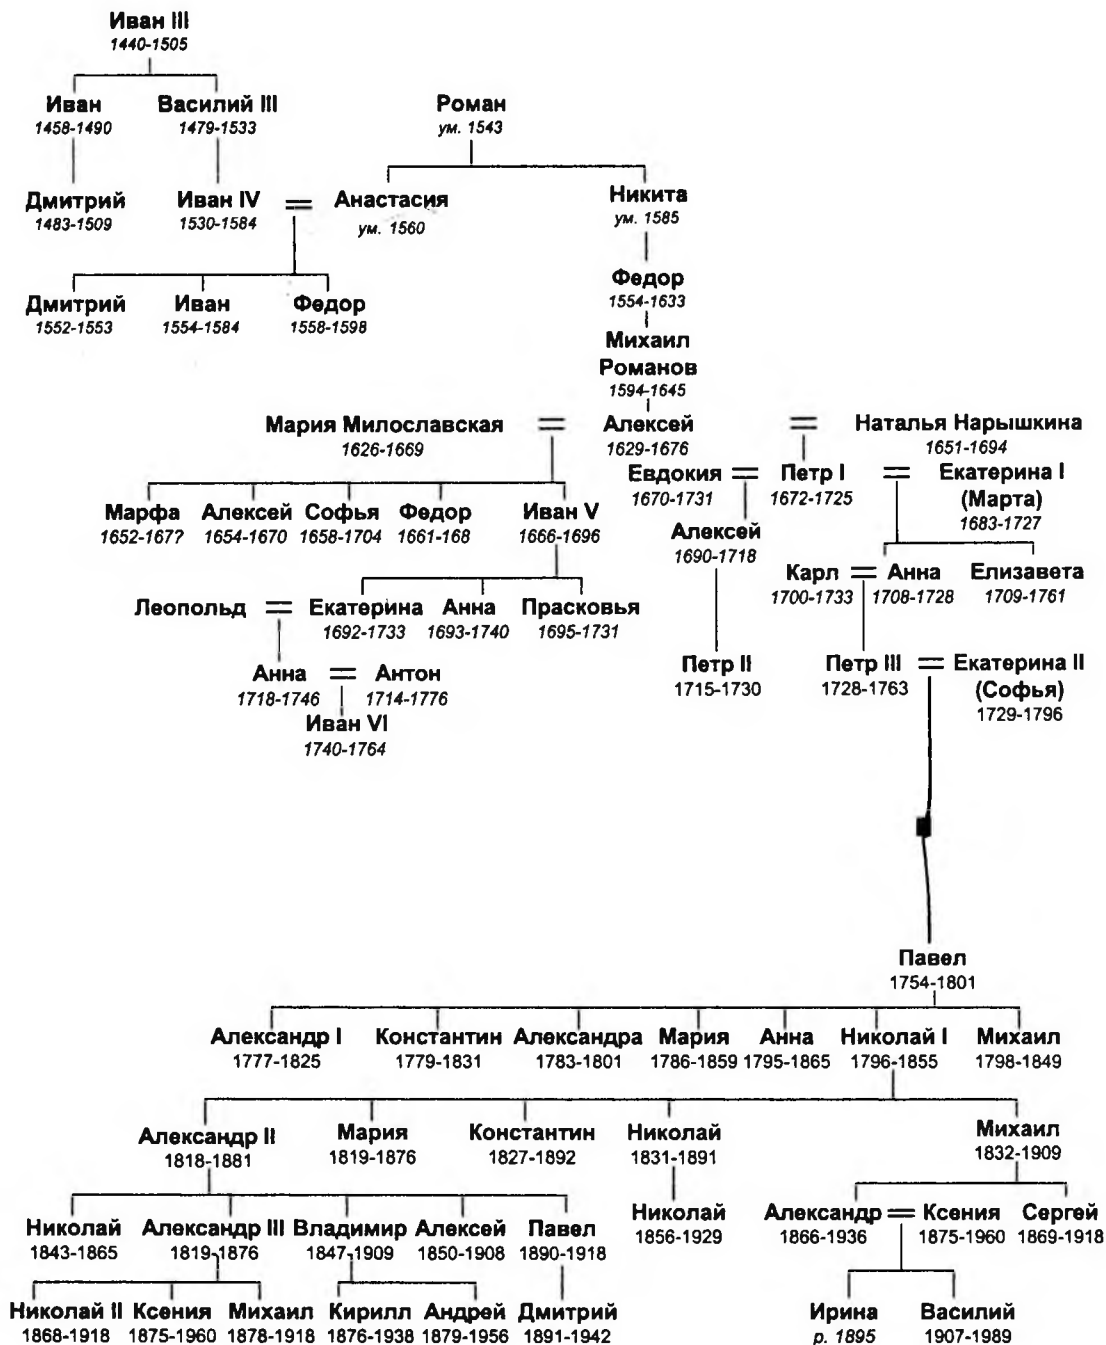 Иван III
1440-1505
Иван Василий III Роман
1458-1490 1479-1533 ум. 1543
Дмитрий Иван IV Анастасия Никита
1483-1509 1530-1584 ум. 1560 ум. 1585
Федор
1554-1633
Дмитрий Иван Федор
1552-1553 1554-1584 1558-1598
Михаил
Романов
1594-1645
Мария Милославская Алексей Наталья Нарышкина
1626-1669 1629-1676 1651-1694
Евдокия Петр I Екатерина I
1670-1731 1672-1725 (Марта)
1683-1727
Марфа Алексей Софья Федор Иван V
1652-1677 1654-1670 1658-1704 1661-168 1666-1696
Алексей
1690-1718
Карл Анна Елизавета
1700-1733 1708-1728 1709-1761
Леопольд Екатерина Анна Прасковья
1692-1733 1693-1740 1695-1731
Анна Антон Петр II Петр III Екатерина II
1718-1746 1714-1776 1715-1730 1728-1763 (Софья)
1729-1796
Иван VI
1740-1764
Павел
1754-1801
Александр I Константин Александра Мария Анна Николай I Михаил
1777-1825 1779-1831 1783-1801 1786-1859 1795-1865 1796-1855 1798-1849
Александр II Мария Константин Николай Михаил
1818-1881 1819-1876 1827-1892 1831-1891 1832-1909
Николай Александр III Владимир Алексей Павел Николай Александр Ксения Сергей
1843-1865 1819-1876 1847-1909 1850-1908 1890-1918 1856-1929 1866-1936 1875-1960 1869-1918
Николай II Ксения Михаил Кирилл Андрей Дмитрий Ирина Василий
1868-1918 1875-1960 1878-1918 1876-1938 1879-1956 1891-1942 р. 1895 1907-1989